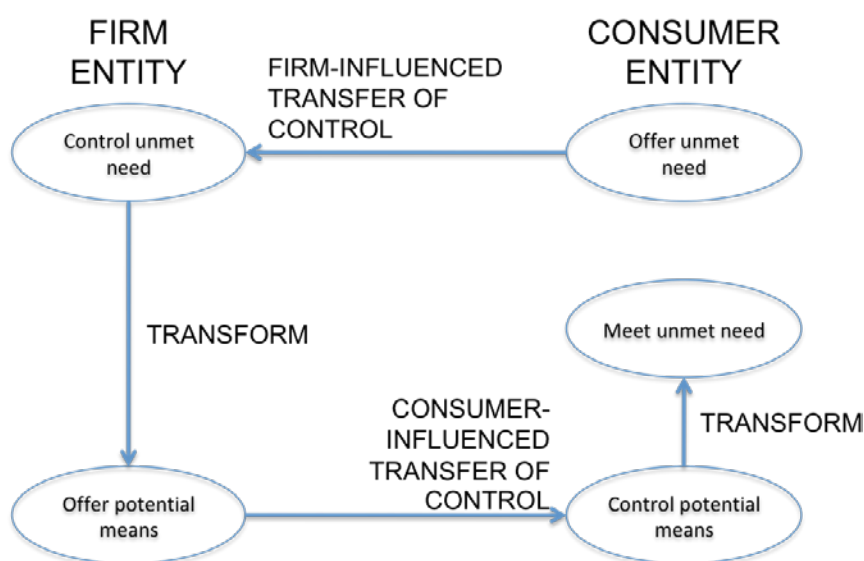 FIRM
ENTITY
CONSUMER
ENTITY
FIRM-INFLUENCED
TRANSFER OF
CONTROL
Control unmet
need
Offer unmet
need
TRANSFORM
Meet unmet need
CONSUMER-
INFLUENCED
TRANSFER OF
CONTROL
TRANSFORM
Offer potential
means
Control potential
means